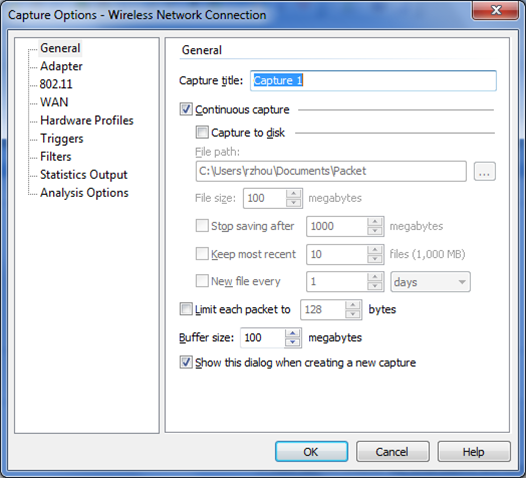 Capture Options - Wireless Network Connection
General
Adapter
802.11
WAN
Hardware Profiles
Triggers
Filters
Statistics Output
Analysis Options
General
Capture title: Capture 1
Continuous capture
Capture to disk
File path:
C:\Users\rzhou\Documents\Packet ...
File size: 100 megabytes
Stop saving after 1000 megabytes
Keep most recent 10 files (1,000 MB)
New file every 1 days
Limit each packet to 128 bytes
Buffer size: 100 megabytes
Show this dialog when creating a new capture
OK Cancel Help